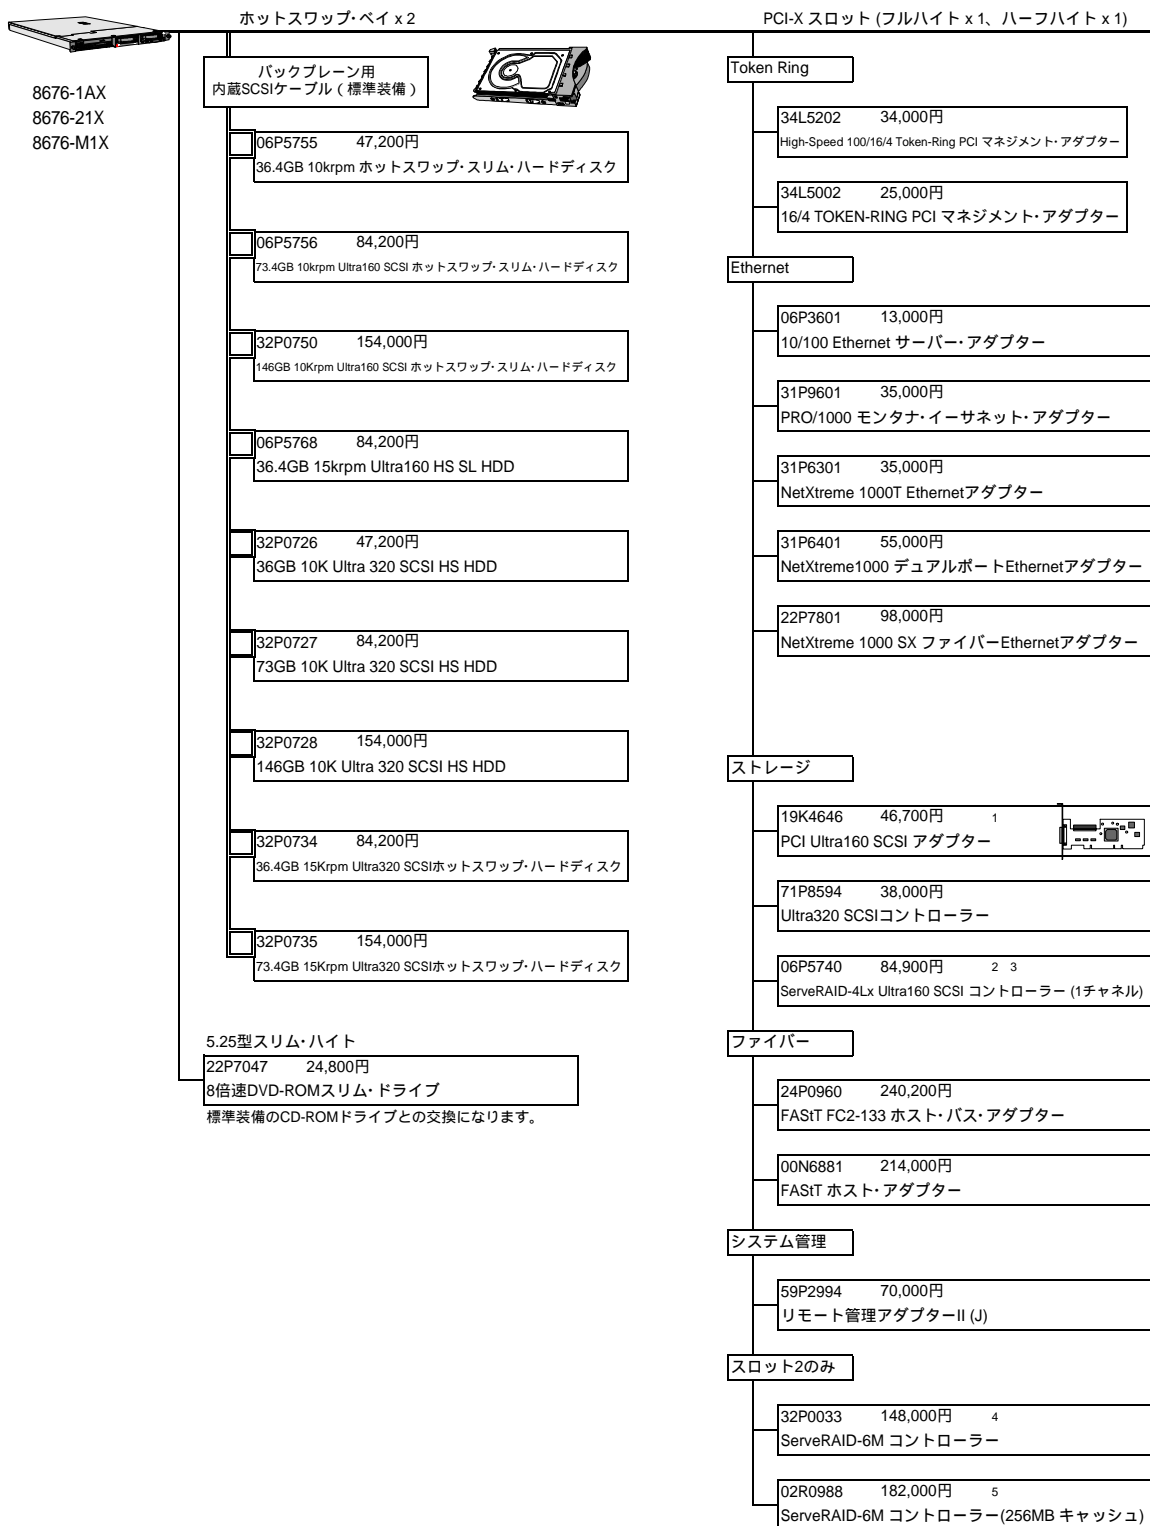 ホットスワップ・ベイ x 2
PCI-X スロット (フルハイト x 1、ハーフハイト x 1)
8676-1AX
8676-21X
8676-M1X
バックプレーン用
内蔵SCSIケーブル（標準装備）
06P5755 47,200円
36.4GB 10krpm ホットスワップ・スリム・ハードディスク
06P5756 84,200円
73.4GB 10krpm Ultra160 SCSI ホットスワップ・スリム・ハードディスク
32P0750 154,000円
146GB 10Krpm Ultra160 SCSI ホットスワップ・スリム・ハードディスク
06P5768 84,200円
36.4GB 15krpm Ultra160 HS SL HDD
32P0726 47,200円
36GB 10K Ultra 320 SCSI HS HDD
32P0727 84,200円
73GB 10K Ultra 320 SCSI HS HDD
32P0728 154,000円
146GB 10K Ultra 320 SCSI HS HDD
32P0734 84,200円
36.4GB 15Krpm Ultra320 SCSIホットスワップ・ハードディスク
32P0735 154,000円
73.4GB 15Krpm Ultra320 SCSIホットスワップ・ハードディスク
5.25型スリム・ハイト
22P7047 24,800円
8倍速DVD-ROMスリム・ドライブ
標準装備のCD-ROMドライブとの交換になります。
Token Ring
34L5202 34,000円
High-Speed 100/16/4 Token-Ring PCI マネジメント・アダプター
34L5002 25,000円
16/4 TOKEN-RING PCI マネジメント・アダプター
Ethernet
06P3601 13,000円
10/100 Ethernet サーバー・アダプター
31P9601 35,000円
PRO/1000 モンタナ・イーサネット・アダプター
31P6301 35,000円
NetXtreme 1000T Ethernetアダプター
31P6401 55,000円
NetXtreme1000 デュアルポートEthernetアダプター
22P7801 98,000円
NetXtreme 1000 SX ファイバーEthernetアダプター
ストレージ
19K4646 46,700円 1
PCI Ultra160 SCSI アダプター
71P8594 38,000円
Ultra320 SCSIコントローラー
06P5740 84,900円 2 3
ServeRAID-4Lx Ultra160 SCSI コントローラー (1チャネル)
ファイバー
24P0960 240,200円
FAStT FC2-133 ホスト・バス・アダプター
00N6881 214,000円
FAStT ホスト・アダプター
システム管理
59P2994 70,000円
リモート管理アダプターII (J)
スロット2のみ
32P0033 148,000円 4
ServeRAID-6M コントローラー
02R0988 182,000円 5
ServeRAID-6M コントローラー(256MB キャッシュ)